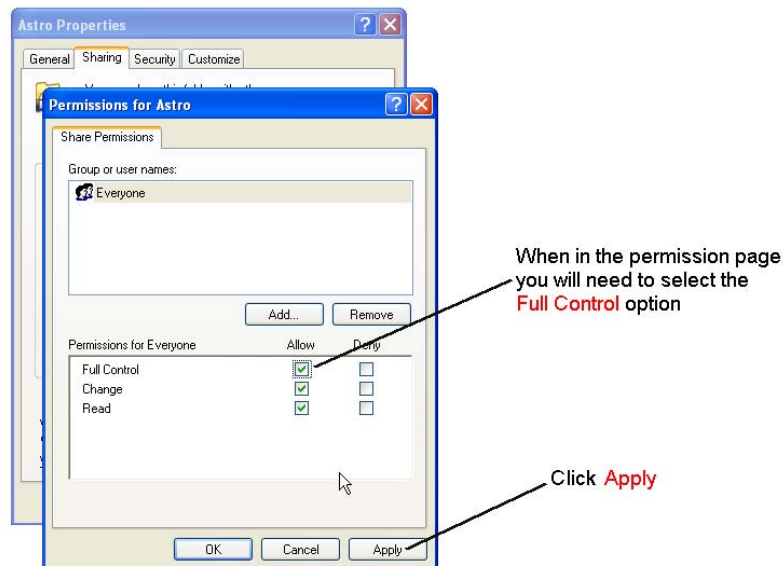 Astro Properties
General Sharing Security Customize
Permissions for Astro
Share Permissions
Group or user names:
Everyone
When in the permission page
you will need to select the
Full Control option
Add... Remove
Permissions for Everyone Allow Deny
Full Control
Change
Read
Click Apply
OK Cancel Apply